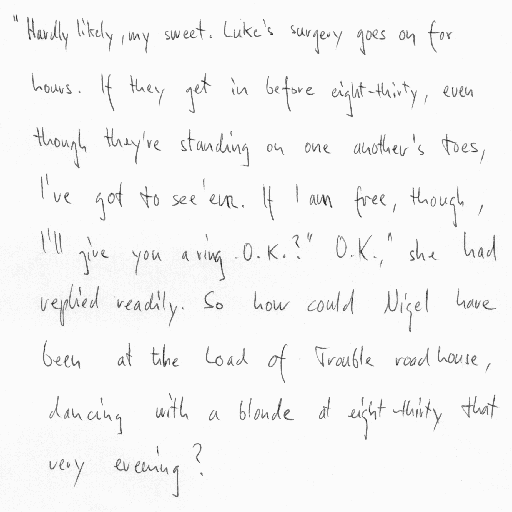 "Hardly likely, my sweet. Luke's surgery goes on for
hours. If they get in before eight-thirty, even
though they're standing on one another's toes,
I've got to see 'em. If I am free, though,
I'll give you a ring. O.K.?" "O.K.," she had
replied readily. So how could Nigel have
been at the Load of Trouble roadhouse,
dancing with a blonde at eight-thirty that
very evening?